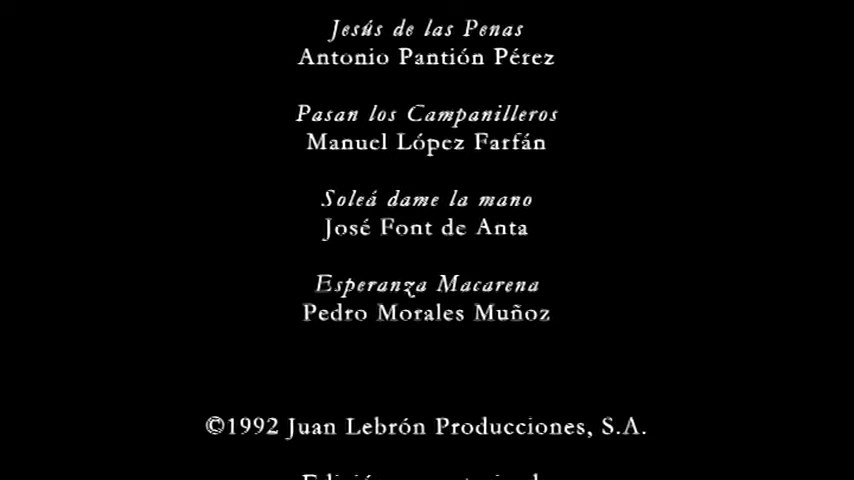 Jesús de las Penas
Antonio Pantión Pérez
Pasan los Campanilleros
Manuel López Farfán
Soleá dame la mano
José Font de Anta
Esperanza Macarena
Pedro Morales Muñoz
©1992 Juan Lebrón Producciones, S.A.